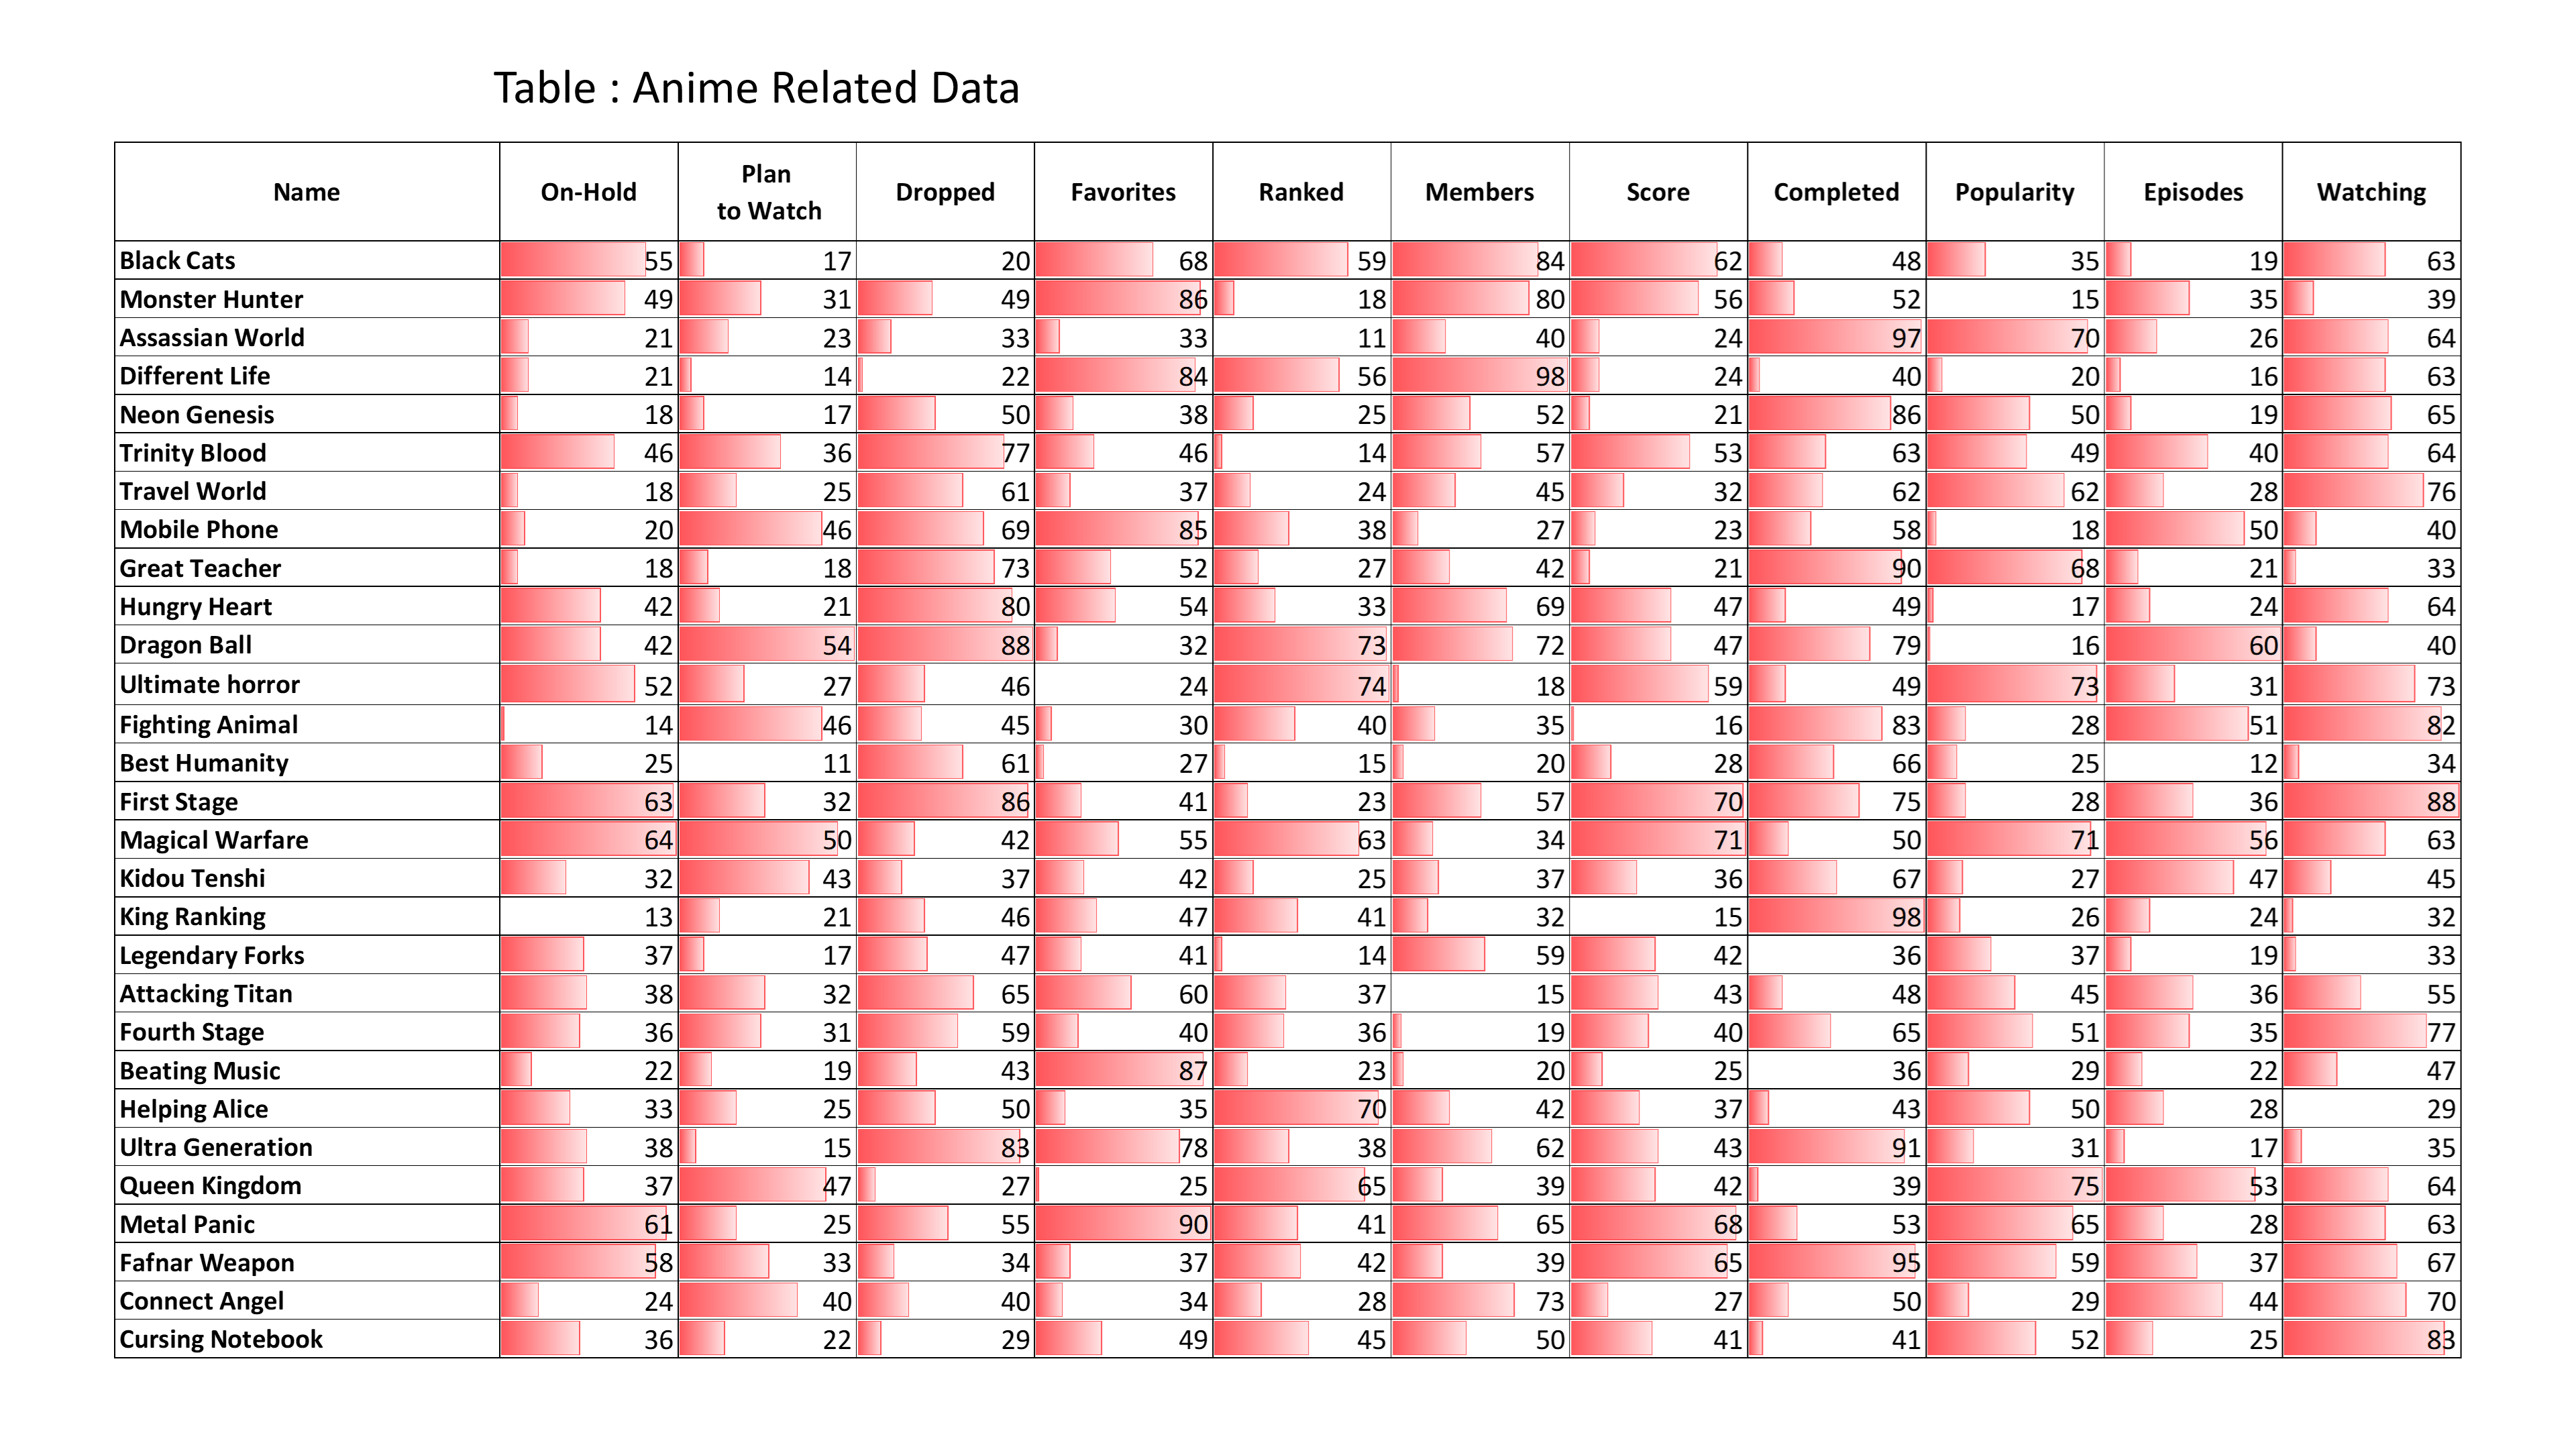 Table : Anime Related Data
Name On-Hold Plan to Watch Dropped Favorites Ranked Members Score Completed Popularity Episodes Watching
Black Cats 55 17 20 68 59 84 62 48 35 19 63
Monster Hunter 49 31 49 86 18 80 56 52 15 35 39
Assassian World 21 23 33 33 11 40 24 97 70 26 64
Different Life 21 14 22 84 56 98 24 40 20 16 63
Neon Genesis 18 17 50 38 25 52 21 86 50 19 65
Trinity Blood 46 36 77 46 14 57 53 63 49 40 64
Travel World 18 25 61 37 24 45 32 62 62 28 76
Mobile Phone 20 46 69 85 38 27 23 58 18 50 40
Great Teacher 18 18 73 52 27 42 21 90 68 21 33
Hungry Heart 42 21 80 54 33 69 47 49 17 24 64
Dragon Ball 42 54 88 32 73 72 47 79 16 60 40
Ultimate horror 52 27 46 24 74 18 59 49 73 31 73
Fighting Animal 14 46 45 30 40 35 16 83 28 51 82
Best Humanity 25 11 61 27 15 20 28 66 25 12 34
First Stage 63 32 86 41 23 57 70 75 28 36 88
Magical Warfare 64 50 42 55 63 34 71 50 71 56 63
Kidou Tenshi 32 43 37 42 25 37 36 67 27 47 45
King Ranking 13 21 46 47 41 32 15 98 26 24 32
Legendary Forks 37 17 47 41 14 59 42 36 37 19 33
Attacking Titan 38 32 65 60 37 15 43 48 45 36 55
Fourth Stage 36 31 59 40 36 19 40 65 51 35 77
Beating Music 22 19 43 87 23 20 25 36 29 22 47
Helping Alice 33 25 50 35 70 42 37 43 50 28 29
Ultra Generation 38 15 83 78 38 62 43 91 31 17 35
Queen Kingdom 37 47 27 25 65 39 42 39 75 53 64
Metal Panic 61 25 55 90 41 65 68 53 65 28 63
Fafnar Weapon 58 33 34 37 42 39 65 95 59 37 67
Connect Angel 24 40 40 34 28 73 27 50 29 44 70
Cursing Notebook 36 22 29 49 45 50 41 41 52 25 83